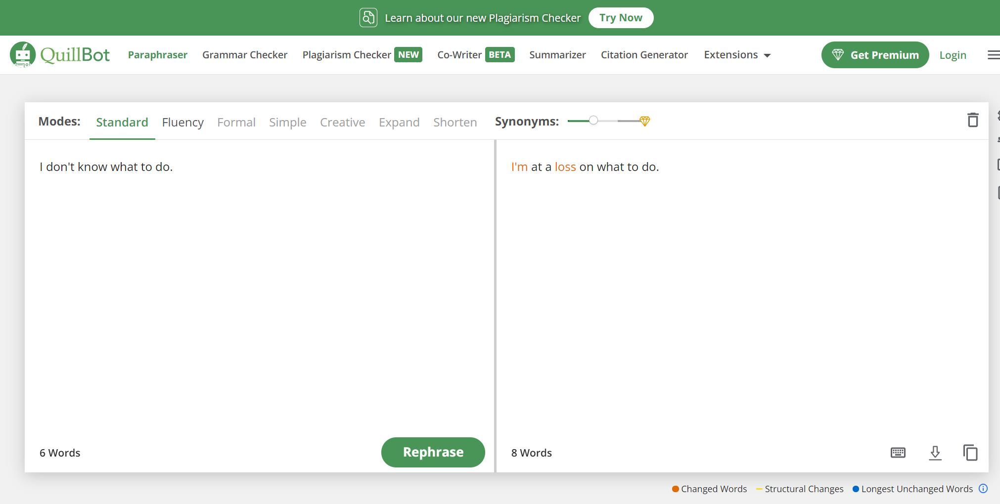 Learn about our new Plagiarism Checker Try Now
QuillBot Paraphraser Grammar Checker Plagiarism Checker NEW Co-Writer BETA Summarizer Citation Generator Extensions Get Premium Login
Modes: Standard Fluency Formal Simple Creative Expand Shorten Synonyms:
I don't know what to do.
I'm at a loss on what to do.
6 Words Rephrase 8 Words
Changed Words Structural Changes Longest Unchanged Words